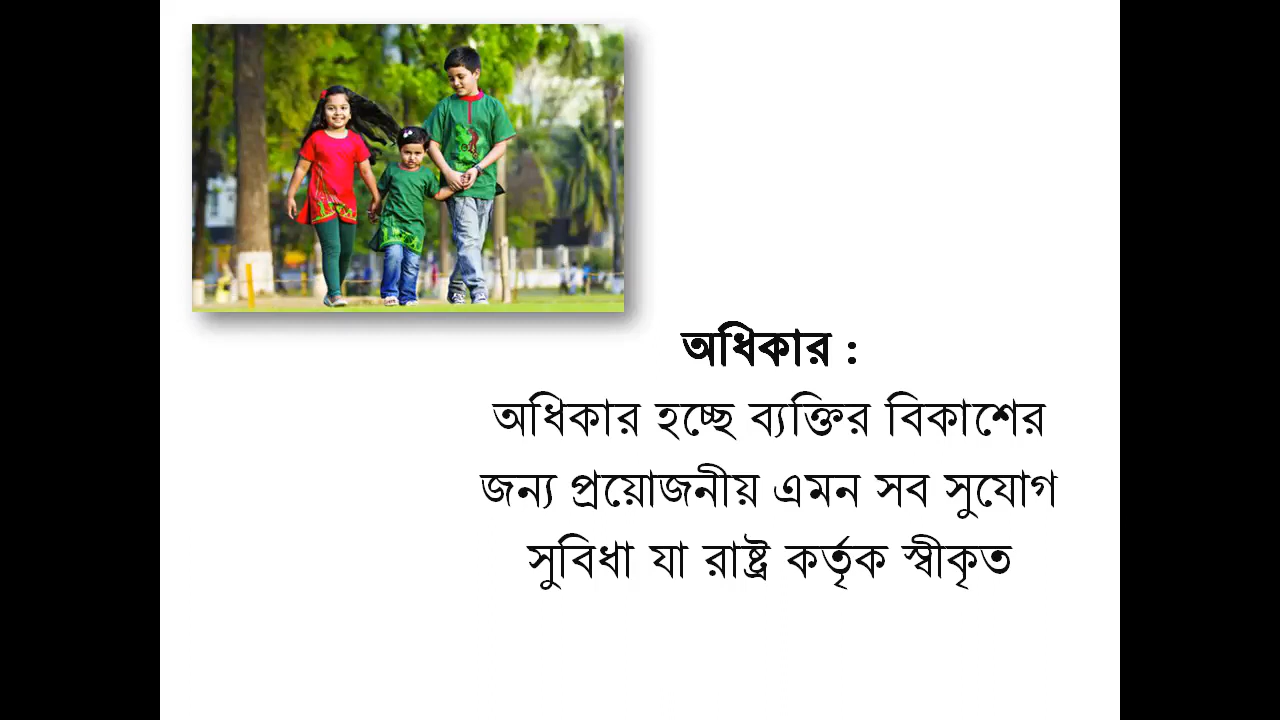 অধিকার :
অধিকার হচ্ছে ব্যক্তির বিকাশের
জন্য প্রয়োজনীয় এমন সব সুযোগ
সুবিধা যা রাষ্ট্র কর্তৃক স্বীকৃত